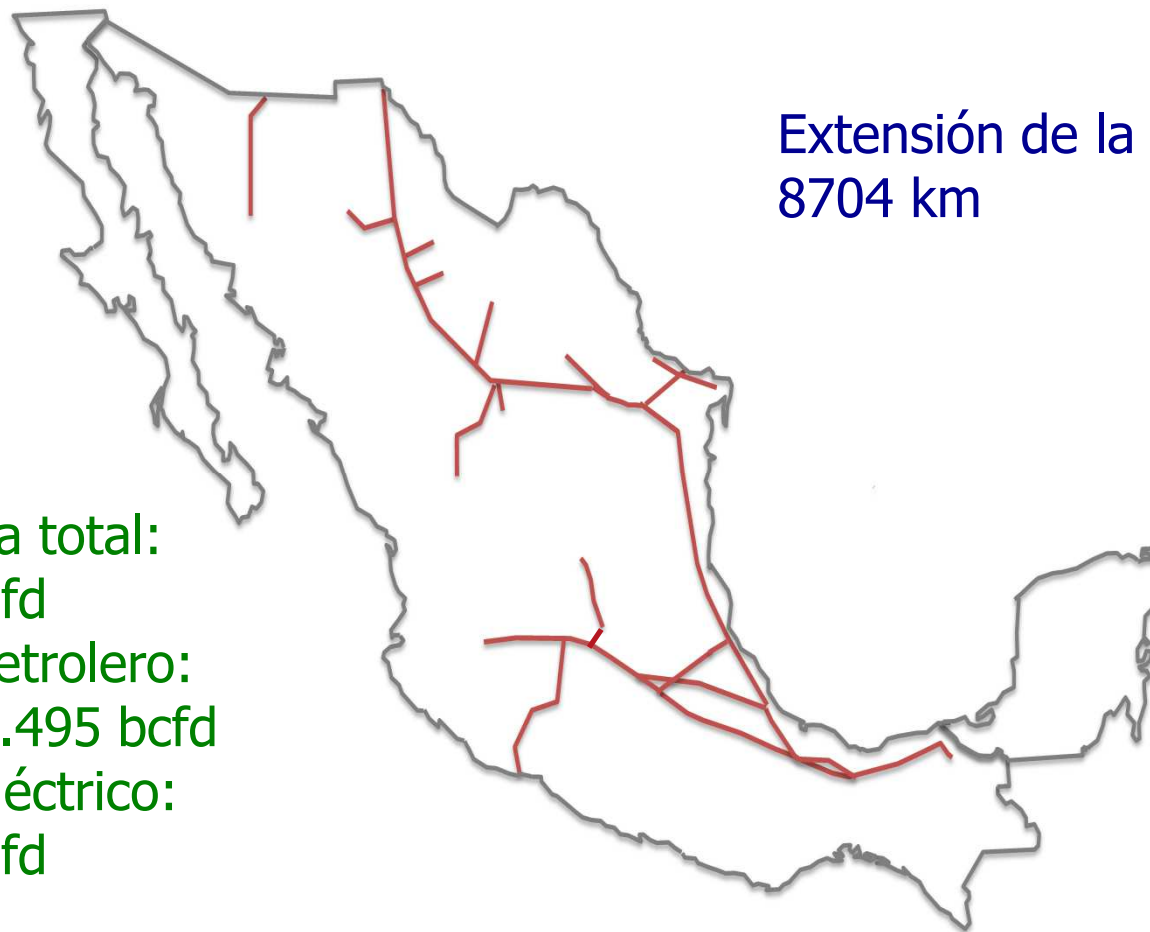 Extensión de la
8704 km
a total:
fd
etrolero:
.495 bcfd
éctrico:
fd